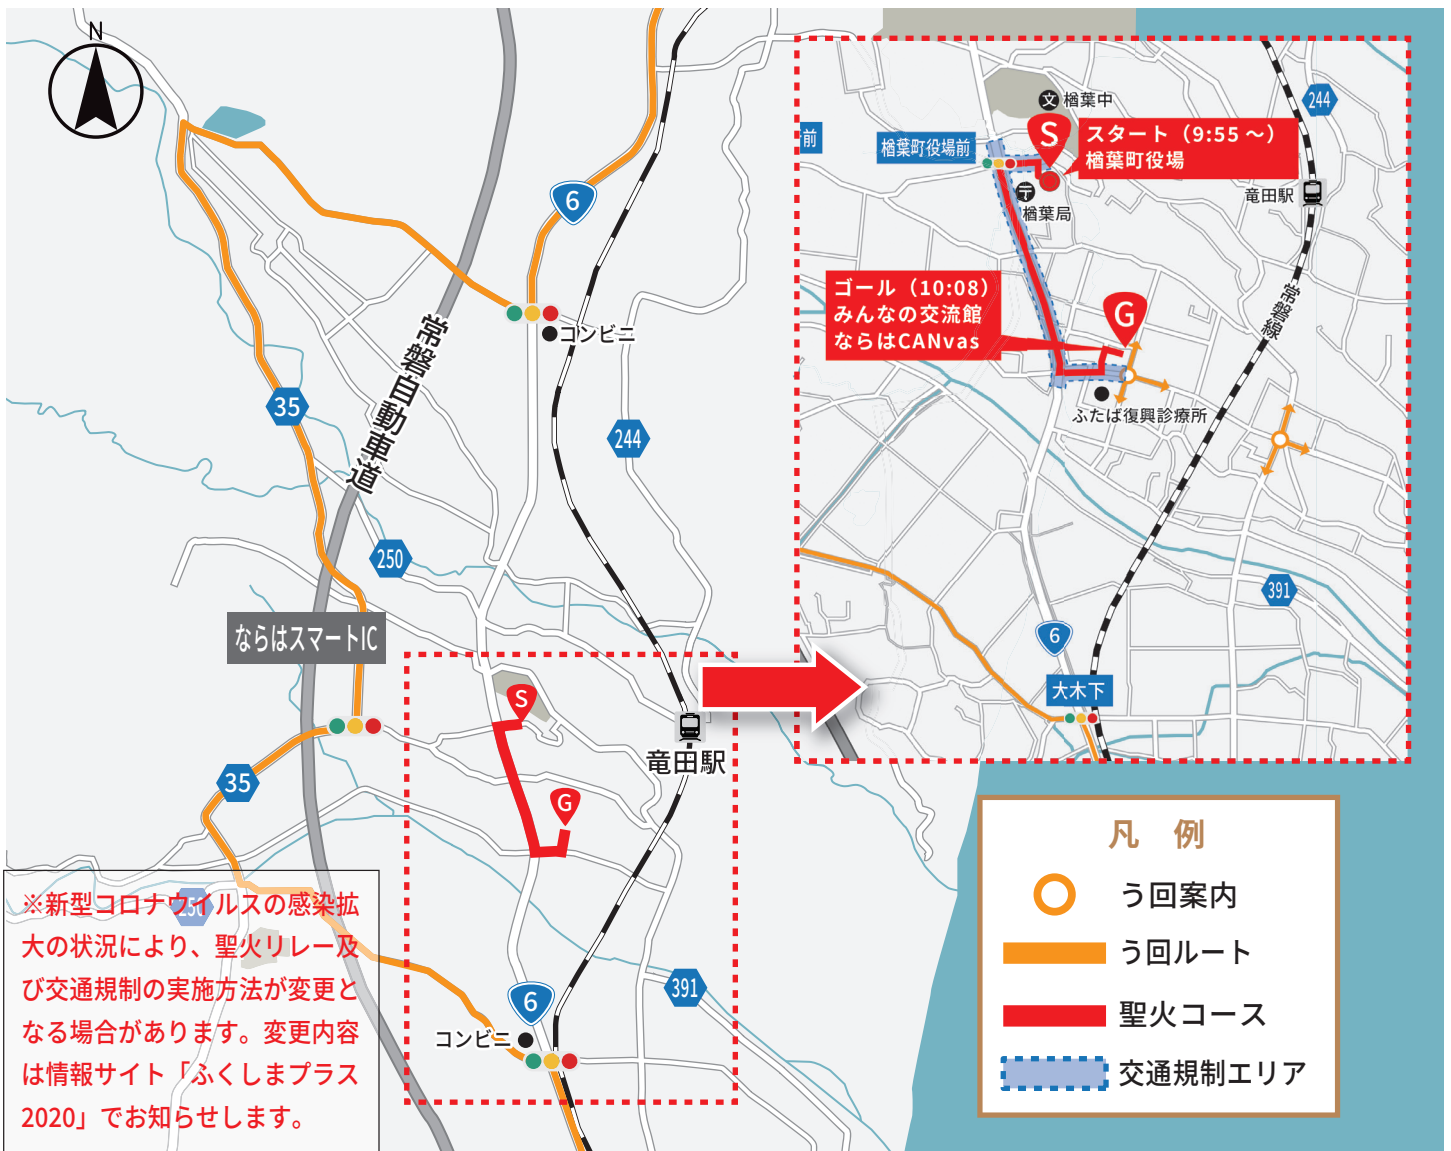 N
6
コンビニ
常磐自動車道
35
244
250
ならはスマートIC
S
竜田駅
35
G
6
391
コンビニ
※新型コロナウイルスの感染拡
大の状況により、聖火リレー及
び交通規制の実施方法が変更と
なる場合があります。変更内容
は情報サイト「ふくしまプラス
2020」でお知らせします。
文 楢葉中
244
前
楢葉町役場前
S
スタート（9:55 ～）
楢葉町役場
竜田駅
〒
楢葉局
常磐線
ゴール（10:08）
みんなの交流館
ならはCANvas
G
ふたば復興診療所
391
6
大木下
凡 例
う回案内
う回ルート
聖火コース
交通規制エリア